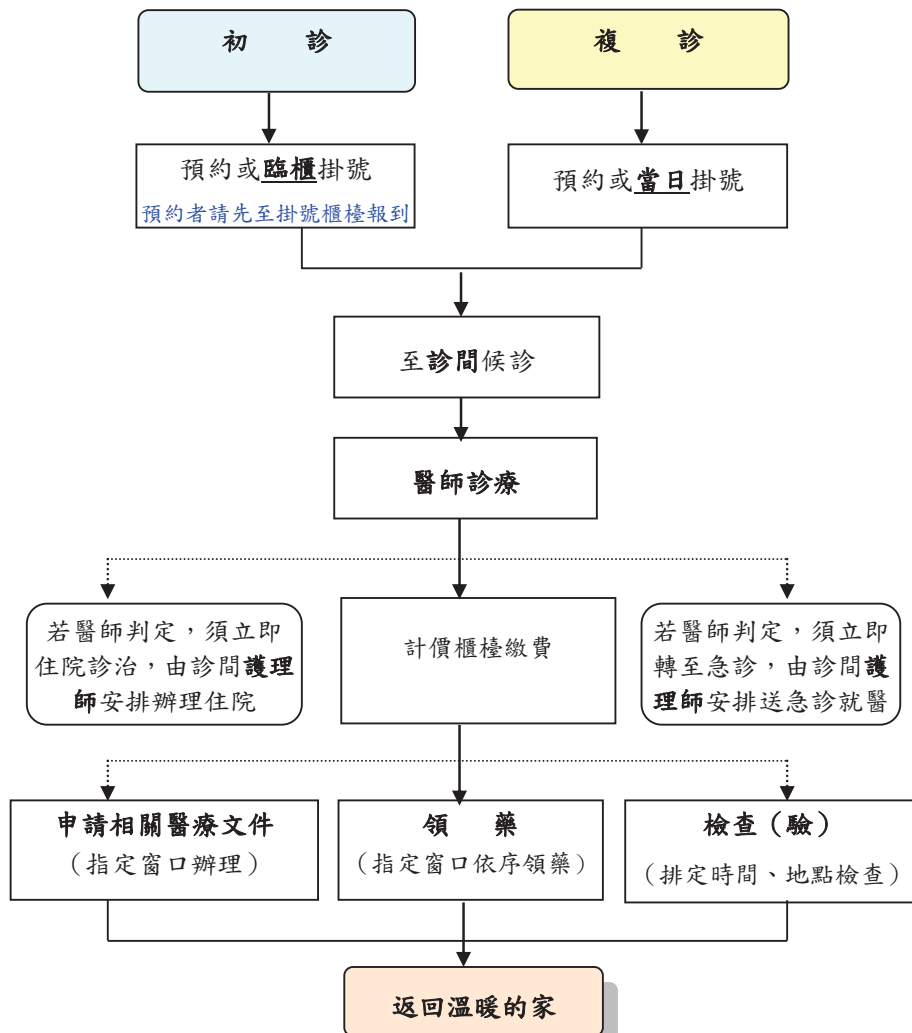 初 診
複 診
預約或臨櫃掛號
預約者請先至掛號櫃檯報到
預約或當日掛號
至診間候診
醫師診療
若醫師判定，須立即
住院診治，由診間護理
師安排辦理住院
計價櫃檯繳費
若醫師判定，須立即
轉至急診，由診間護
理師安排送急診就醫
申請相關醫療文件
（指定窗口辦理）
領 藥
（指定窗口依序領藥）
檢查（驗）
（排定時間、地點檢查）
返回溫暖的家